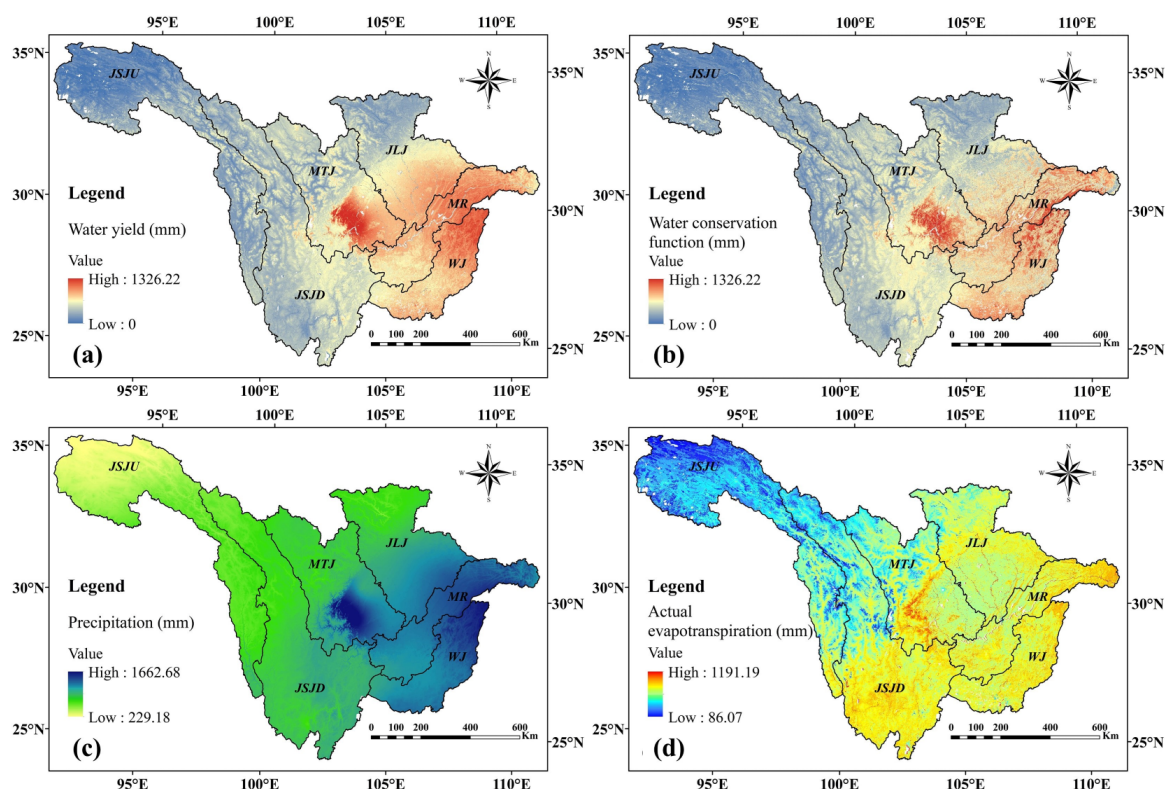 95°E 100°E 105°E 110°E
35°N
30°N
25°N
JSJU
MTJ
JLJ
MR
WJ
JSJD
N
W E
S
Legend
Water yield (mm)
Value
High : 1326.22
Low : 0
(a)
0 100 200 400 600
Km
35°N
30°N
25°N
95°E 100°E 105°E 110°E
95°E 100°E 105°E 110°E
35°N
30°N
25°N
JSJU
MTJ
JLJ
MR
WJ
JSJD
N
W E
S
Legend
Water conservation
function (mm)
Value
High : 1326.22
Low : 0
(b)
0 100 200 400 600
Km
35°N
30°N
25°N
95°E 100°E 105°E 110°E
95°E 100°E 105°E 110°E
35°N
30°N
25°N
JSJU
MTJ
JLJ
MR
WJ
JSJD
N
W E
S
Legend
Precipitation (mm)
Value
High : 1662.68
Low : 229.18
(c)
0 100 200 400 600
Km
35°N
30°N
25°N
95°E 100°E 105°E 110°E
95°E 100°E 105°E 110°E
35°N
30°N
25°N
JSJU
MTJ
JLJ
MR
WJ
JSJD
N
W E
S
Legend
Actual
evapotranspiration (mm)
Value
High : 1191.19
Low : 86.07
(d)
0 100 200 400 600
Km
35°N
30°N
25°N
95°E 100°E 105°E 110°E